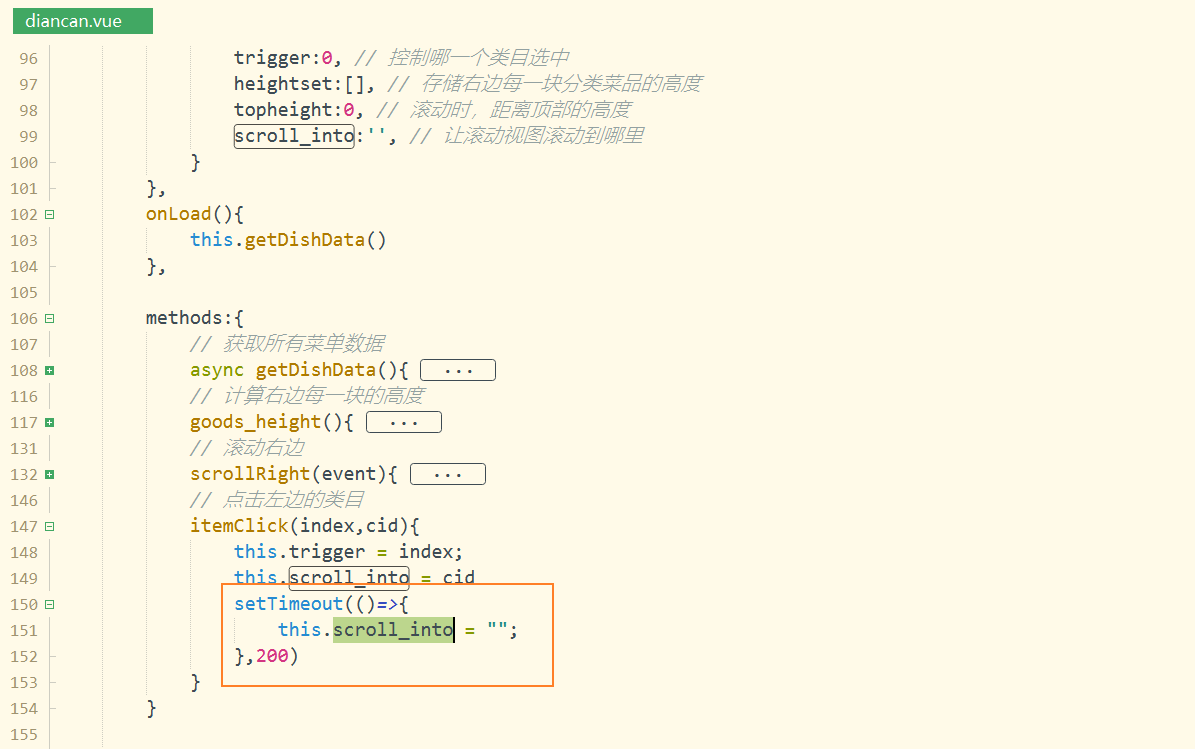 diancan.vue
96 trigger:0, // 控制哪一个类目选中
97 heightset:[], // 存储右边每一块分类菜品的高度
98 topheight:0, // 滚动时，距离顶部的高度
99 scroll_into:'', // 让滚动视图滚动到哪里
100 }
101 },
102 onLoad(){
103 this.getDishData()
104 },
105
106 methods:{
107 // 获取所有菜单数据
108 async getDishData(){ ...
116 // 计算右边每一块的高度
117 goods_height(){ ...
131 // 滚动右边
132 scrollRight(event){ ...
146 // 点击左边的类目
147 itemClick(index,cid){
148 this.trigger = index;
149 this.scroll_into = cid
150 setTimeout(()=>{
151 this.scroll_into = "";
152 },200)
153 }
154 }
155